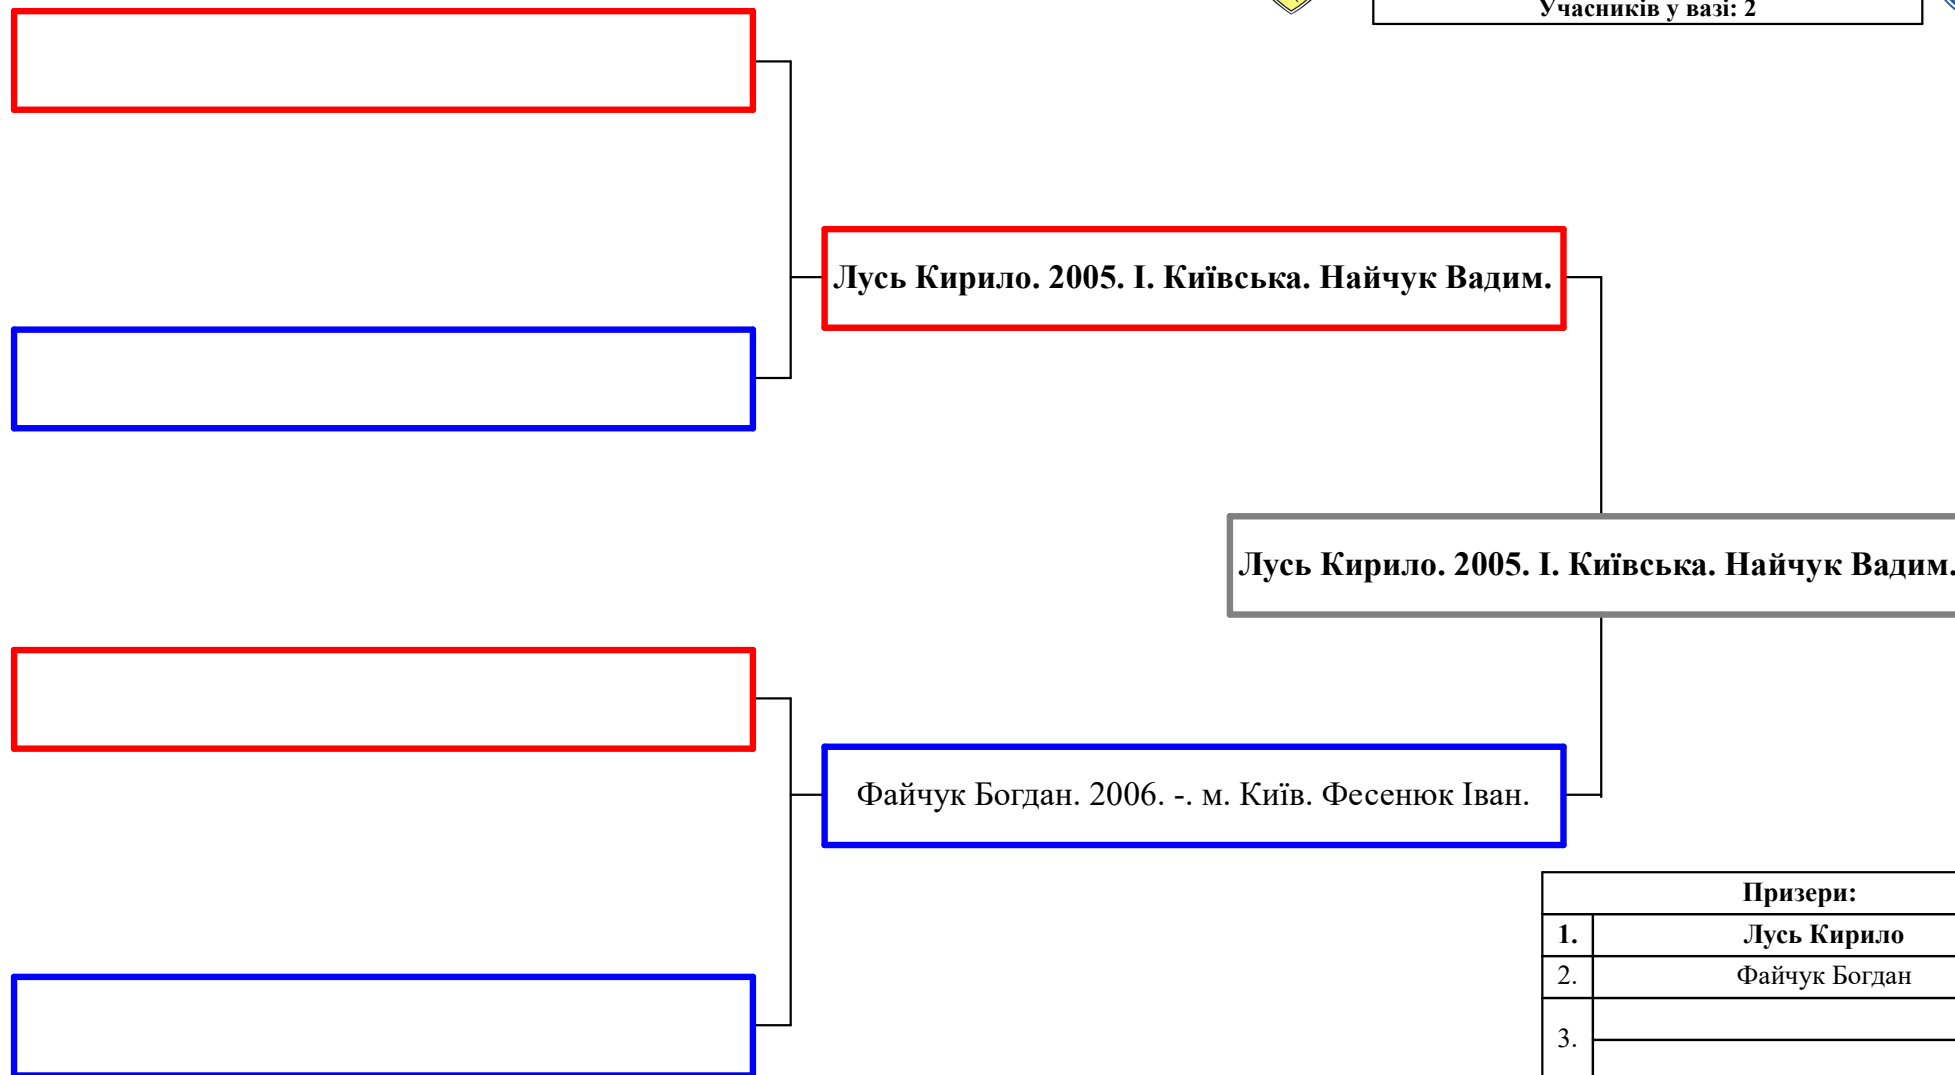 Учасників у вазі: 2
Лусь Кирило. 2005. І. Київська. Найчук Вадим.
Лусь Кирило. 2005. І. Київська. Найчук Вадим.
Файчук Богдан. 2006. -. м. Київ. Фесенюк Іван.
Призери:
1. Лусь Кирило
2. Файчук Богдан
3.